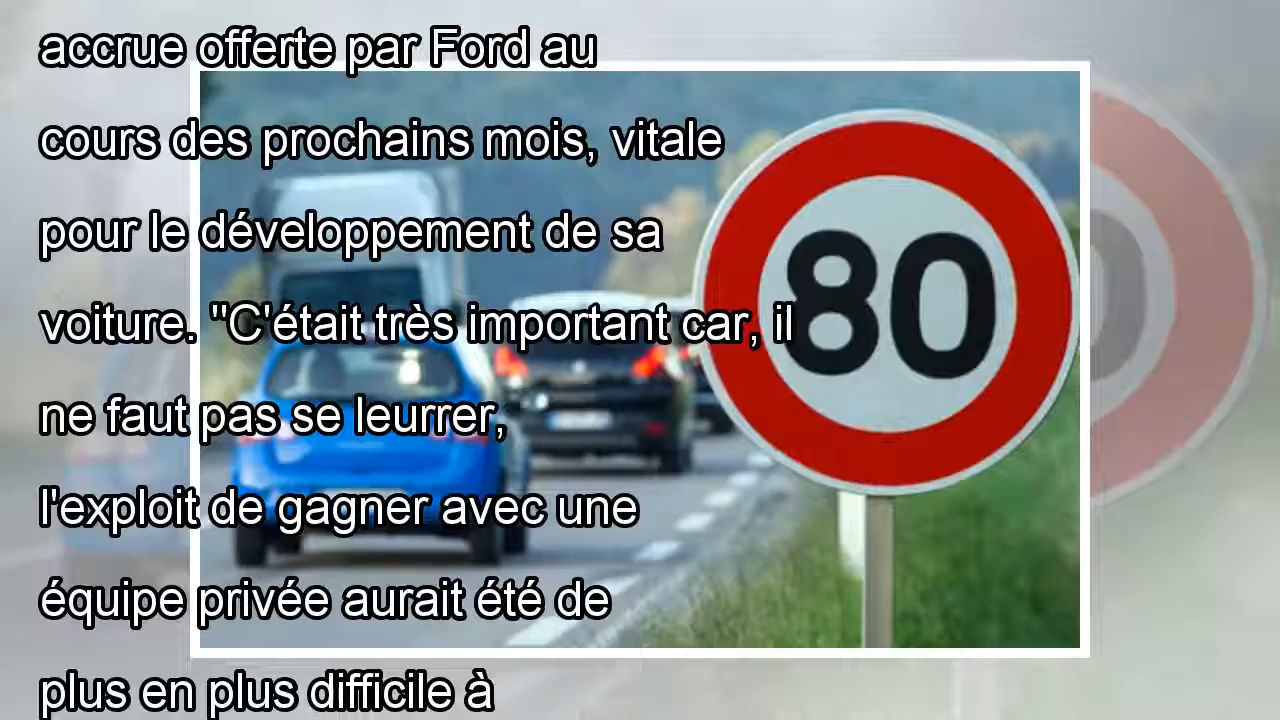 accrue offerte par Ford au
cours des prochains mois, vitale
pour le développement de sa
voiture. "C'était très important car, il
80
ne faut pas se leurrer,
l'exploit de gagner avec une
équipe privée aurait été de
plus en plus difficile à